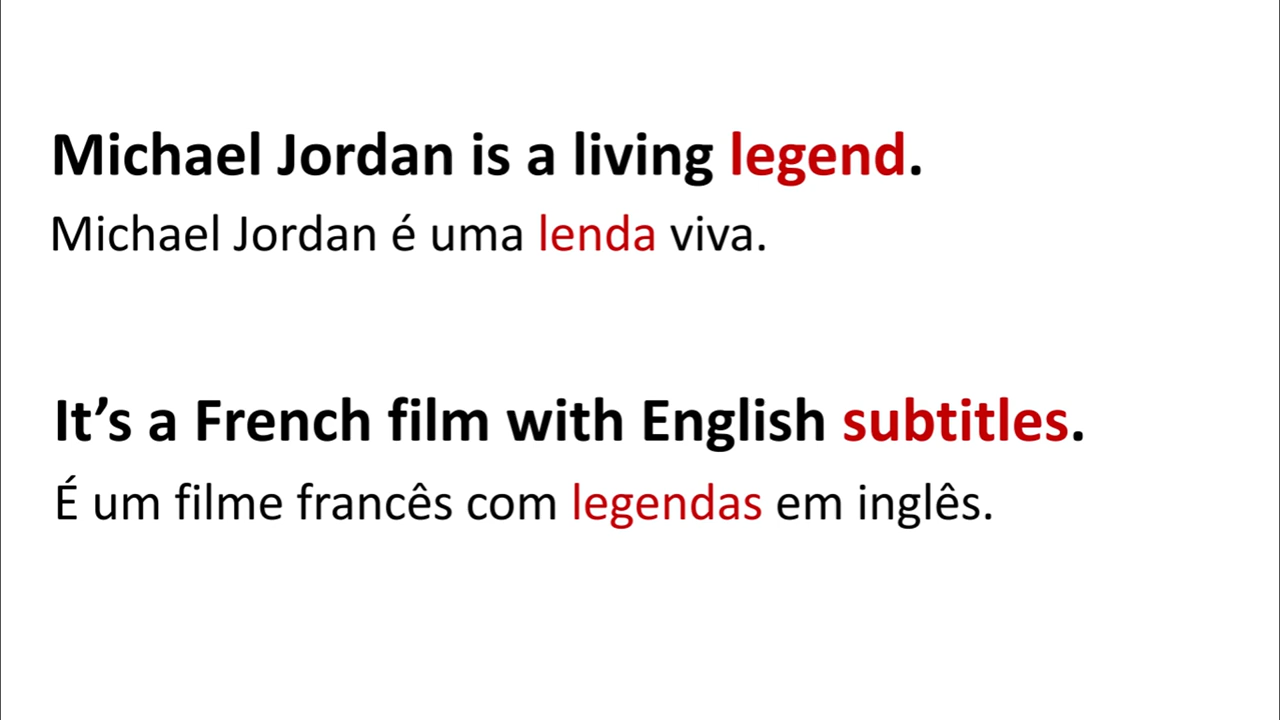 Michael Jordan is a living legend.
Michael Jordan é uma lenda viva.
It’s a French film with English subtitles.
É um filme francês com legendas em inglês.